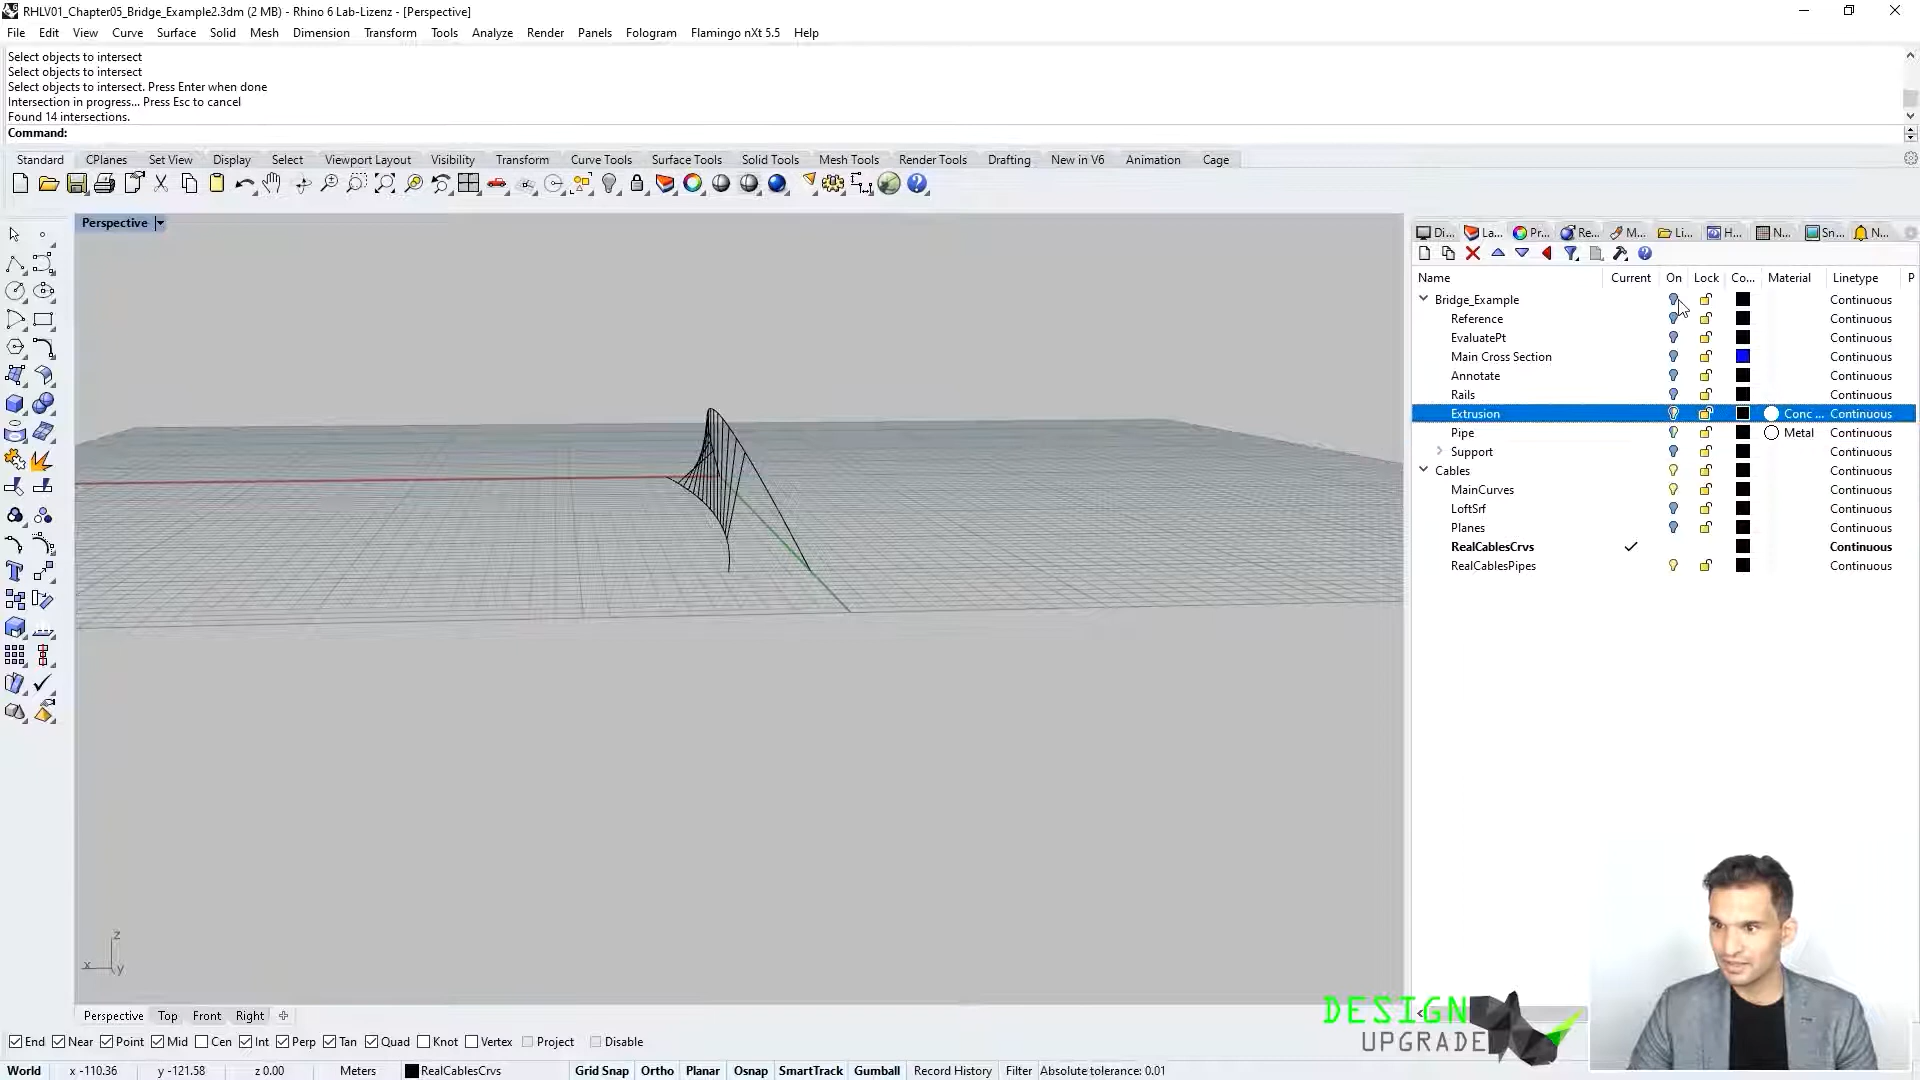 RHLV01_Chapter05_Bridge_Example2.3dm (2 MB) - Rhino 6 Lab-Lizenz - [Perspective]
File Edit View Curve Surface Solid Mesh Dimension Transform Tools Analyze Render Panels Fologram Flamingo nXt 5.5 Help
Select objects to intersect
Select objects to intersect
Select objects to intersect. Press Enter when done
Intersection in progress... Press Esc to cancel
Found 14 intersections.
Command:
Standard CPlanes Set View Display Select Viewport Layout Visibility Transform Curve Tools Surface Tools Solid Tools Mesh Tools Render Tools Drafting New in V6 Animation Cage
Perspective
Di... La... Pr... Re... M... Li... H... N... Sn... N...
Name Current On Lock Co... Material Linetype P
Bridge_Example Continuous
Reference Continuous
EvaluatePt Continuous
Main Cross Section Continuous
Annotate Continuous
Rails Continuous
Extrusion Conc ... Continuous
Pipe Metal Continuous
Support Continuous
Cables Continuous
MainCurves Continuous
LoftSrf Continuous
Planes Continuous
RealCablesCrvs Continuous
RealCablesPipes Continuous
z
x y
DESIGN
UPGRADE
Perspective Top Front Right
End Near Point Mid Cen Int Perp Tan Quad Knot Vertex Project Disable
World x -110.36 y -121.58 z 0.00 Meters RealCablesCrvs Grid Snap Ortho Planar Osnap SmartTrack Gumball Record History Filter Absolute tolerance: 0.01